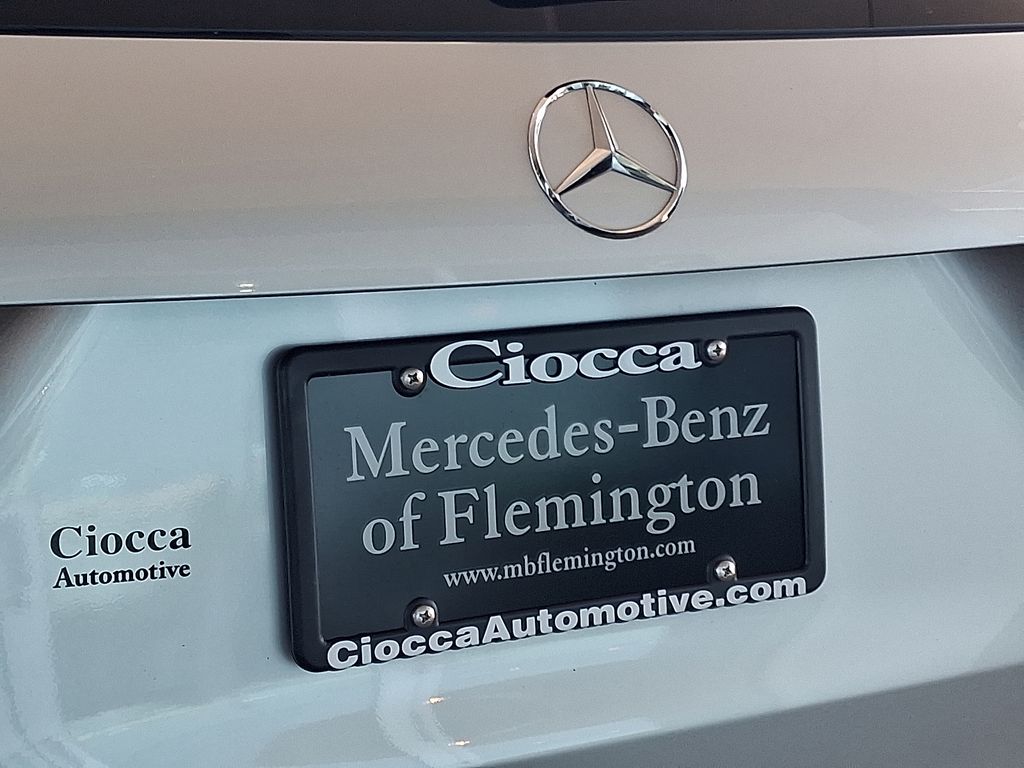 Ciocca
Mercedes-Benz
of Flemington
www.mbflemington.com
CioccaAutomotive.com
Ciocca
Automotive